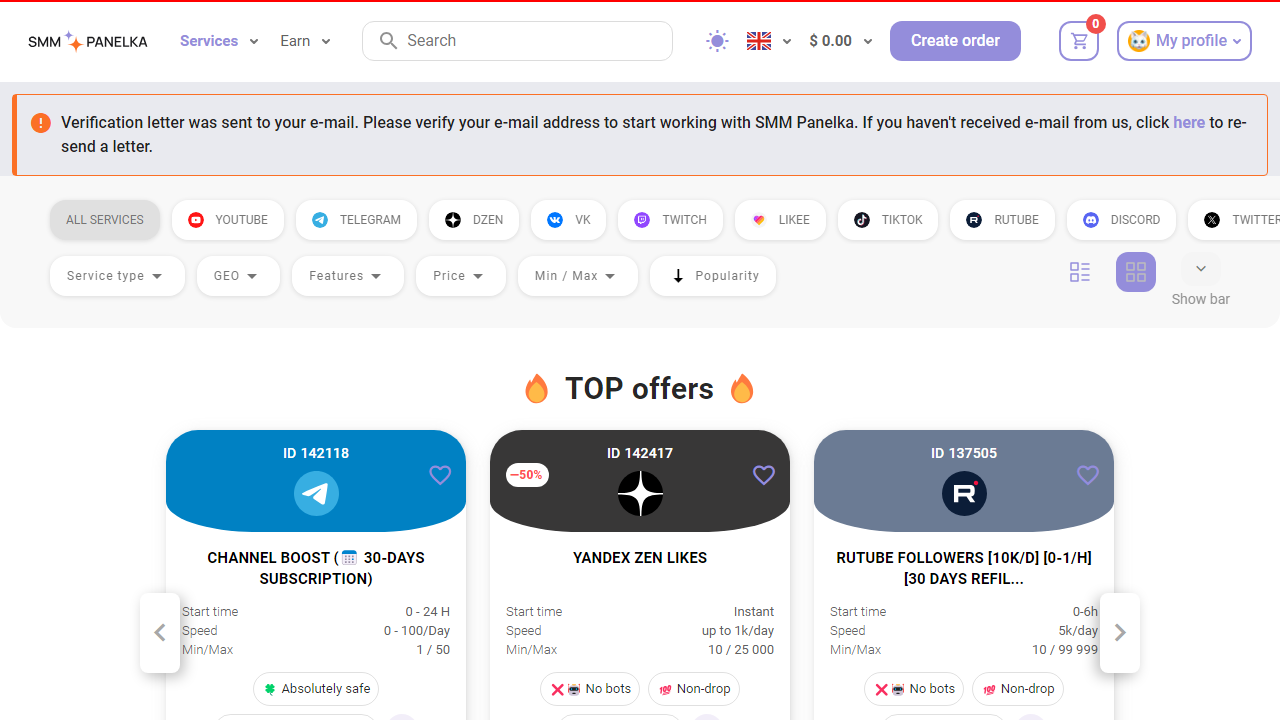 SMM PANELKA
Services
Earn
Search
$ 0.00
Create order
0
My profile
Verification letter was sent to your e-mail. Please verify your e-mail address to start working with SMM Panelka. If you haven't received e-mail from us, click here to re-
send a letter.
ALL SERVICES
YOUTUBE
TELEGRAM
DZEN
VK
TWITCH
LIKEE
TIKTOK
RUTUBE
DISCORD
TWITTER
Service type
GEO
Features
Price
Min / Max
Popularity
Show bar
TOP offers
ID 142118
CHANNEL BOOST ( 30-DAYS
SUBSCRIPTION)
Start time 0 - 24 H
Speed 0 - 100/Day
Min/Max 1 / 50
Absolutely safe
ID 142417
—50%
YANDEX ZEN LIKES
Start time Instant
Speed up to 1k/day
Min/Max 10 / 25 000
No bots
Non-drop
ID 137505
RUTUBE FOLLOWERS [10K/D] [0-1/H]
[30 DAYS REFIL...
Start time 0-6h
Speed 5k/day
Min/Max 10 / 99 999
No bots
Non-drop